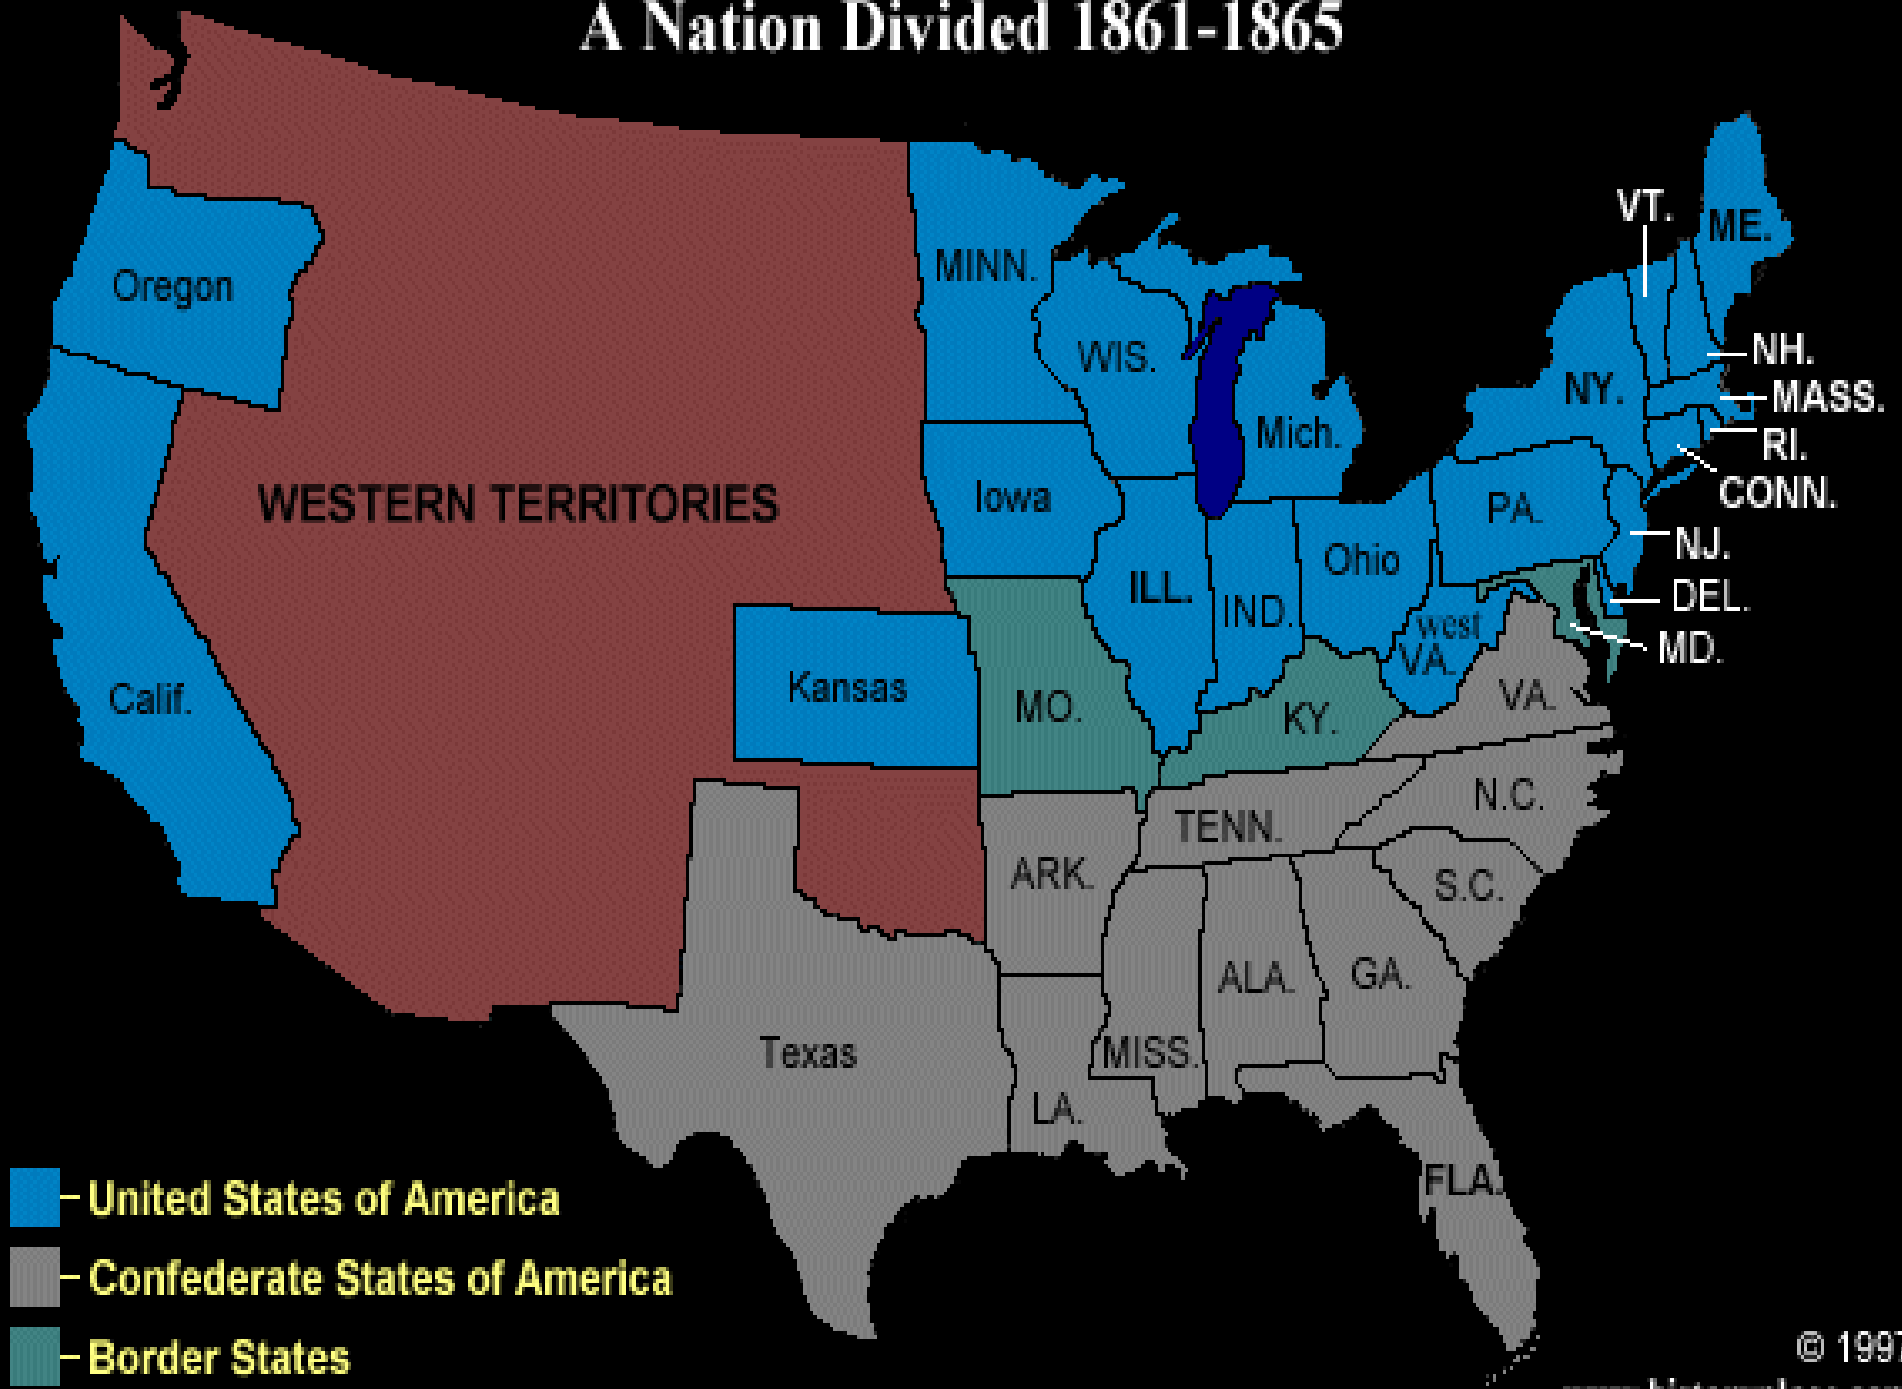 A Nation Divided 1861-1865
VT.
ME.
Oregon
MINN.
WIS.
NH.
NY.
MASS.
Mich.
RI.
WESTERN TERRITORIES
Iowa
PA.
CONN.
NJ.
Ohio
ILL.
IND.
DEL.
west
VA.
MD.
Kansas
Calif.
MO.
KY.
VA.
N.C.
TENN.
ARK.
S.C.
ALA.
GA.
Texas
MISS.
LA.
FLA.
United States of America
Confederate States of America
Border States
© 1997